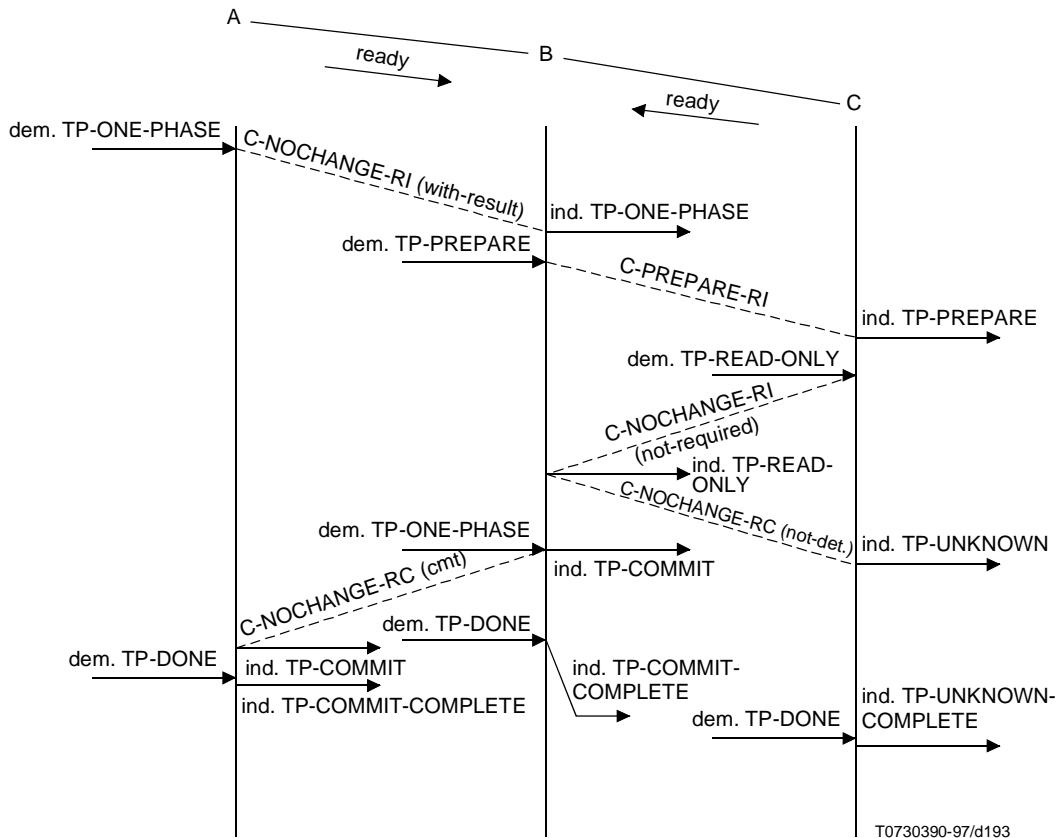 A
B
C
ready
ready
dem. TP-ONE-PHASE
C-NOCHANGE-RI (with-result)
ind. TP-ONE-PHASE
dem. TP-PREPARE
C-PREPARE-RI
ind. TP-PREPARE
dem. TP-READ-ONLY
C-NOCHANGE-RI
(not-required)
ind. TP-READ-
ONLY
C-NOCHANGE-RC (not-det.)
dem. TP-ONE-PHASE
ind. TP-UNKNOWN
ind. TP-COMMIT
C-NOCHANGE-RC (cmt)
dem. TP-DONE
dem. TP-DONE
ind. TP-COMMIT
ind. TP-COMMIT-COMPLETE
ind. TP-COMMIT-
COMPLETE
dem. TP-DONE
ind. TP-UNKNOWN-
COMPLETE
T0730390-97/d193